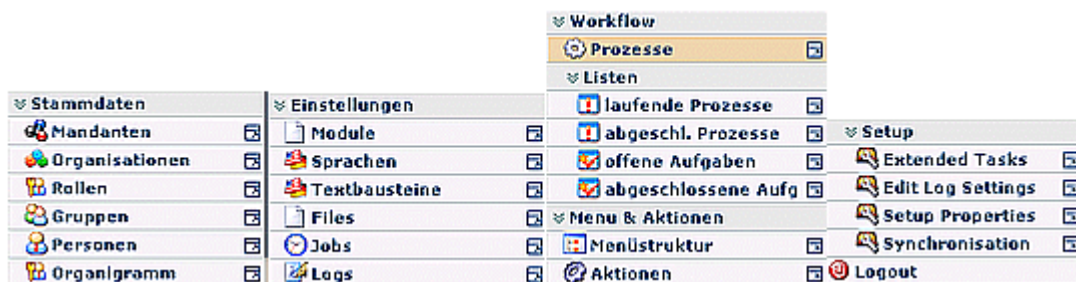 Stammdaten
Mandanten
Organisationen
Rollen
Gruppen
Personen
Organigramm
Einstellungen
Module
Sprachen
Textbausteine
Files
Jobs
Logs
Workflow
Prozesse
Listen
laufende Prozesse
abgeschl. Prozesse
offene Aufgaben
abgeschlossene Aufg
Menu & Aktionen
Menüstruktur
Aktionen
Setup
Extended Tasks
Edit Log Settings
Setup Properties
Synchronisation
Logout